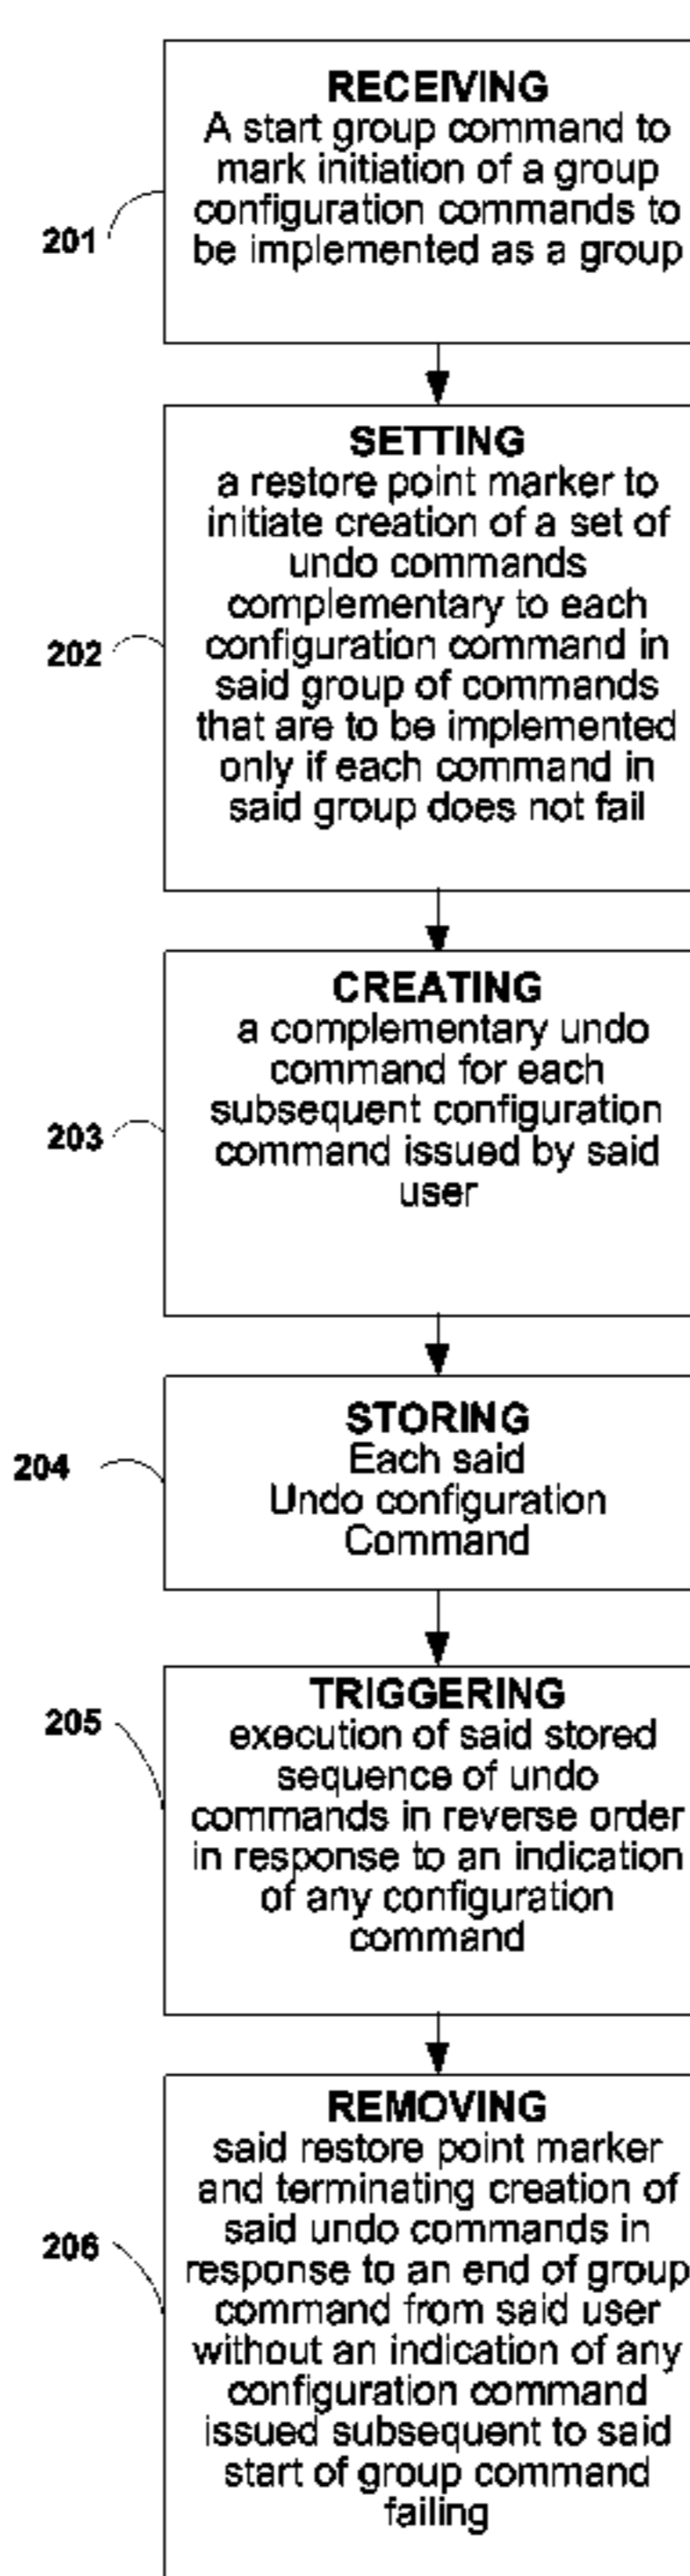 RECEIVING
A start group command to
mark initiation of a group
configuration commands to
be implemented as a group
201
SETTING
a restore point marker to
initiate creation of a set of
undo commands
complementary to each
configuration command in
said group of commands
that are to be implemented
only if each command in
said group does not fail
202
CREATING
a complementary undo
command for each
subsequent configuration
command issued by said
user
203
STORING
Each said
Undo configuration
Command
204
TRIGGERING
execution of said stored
sequence of undo
commands in reverse order
in response to an indication
of any configuration
command
205
REMOVING
said restore point marker
and terminating creation of
said undo commands in
response to an end of group
command from said user
without an indication of any
configuration command
issued subsequent to said
start of group command
failing
206